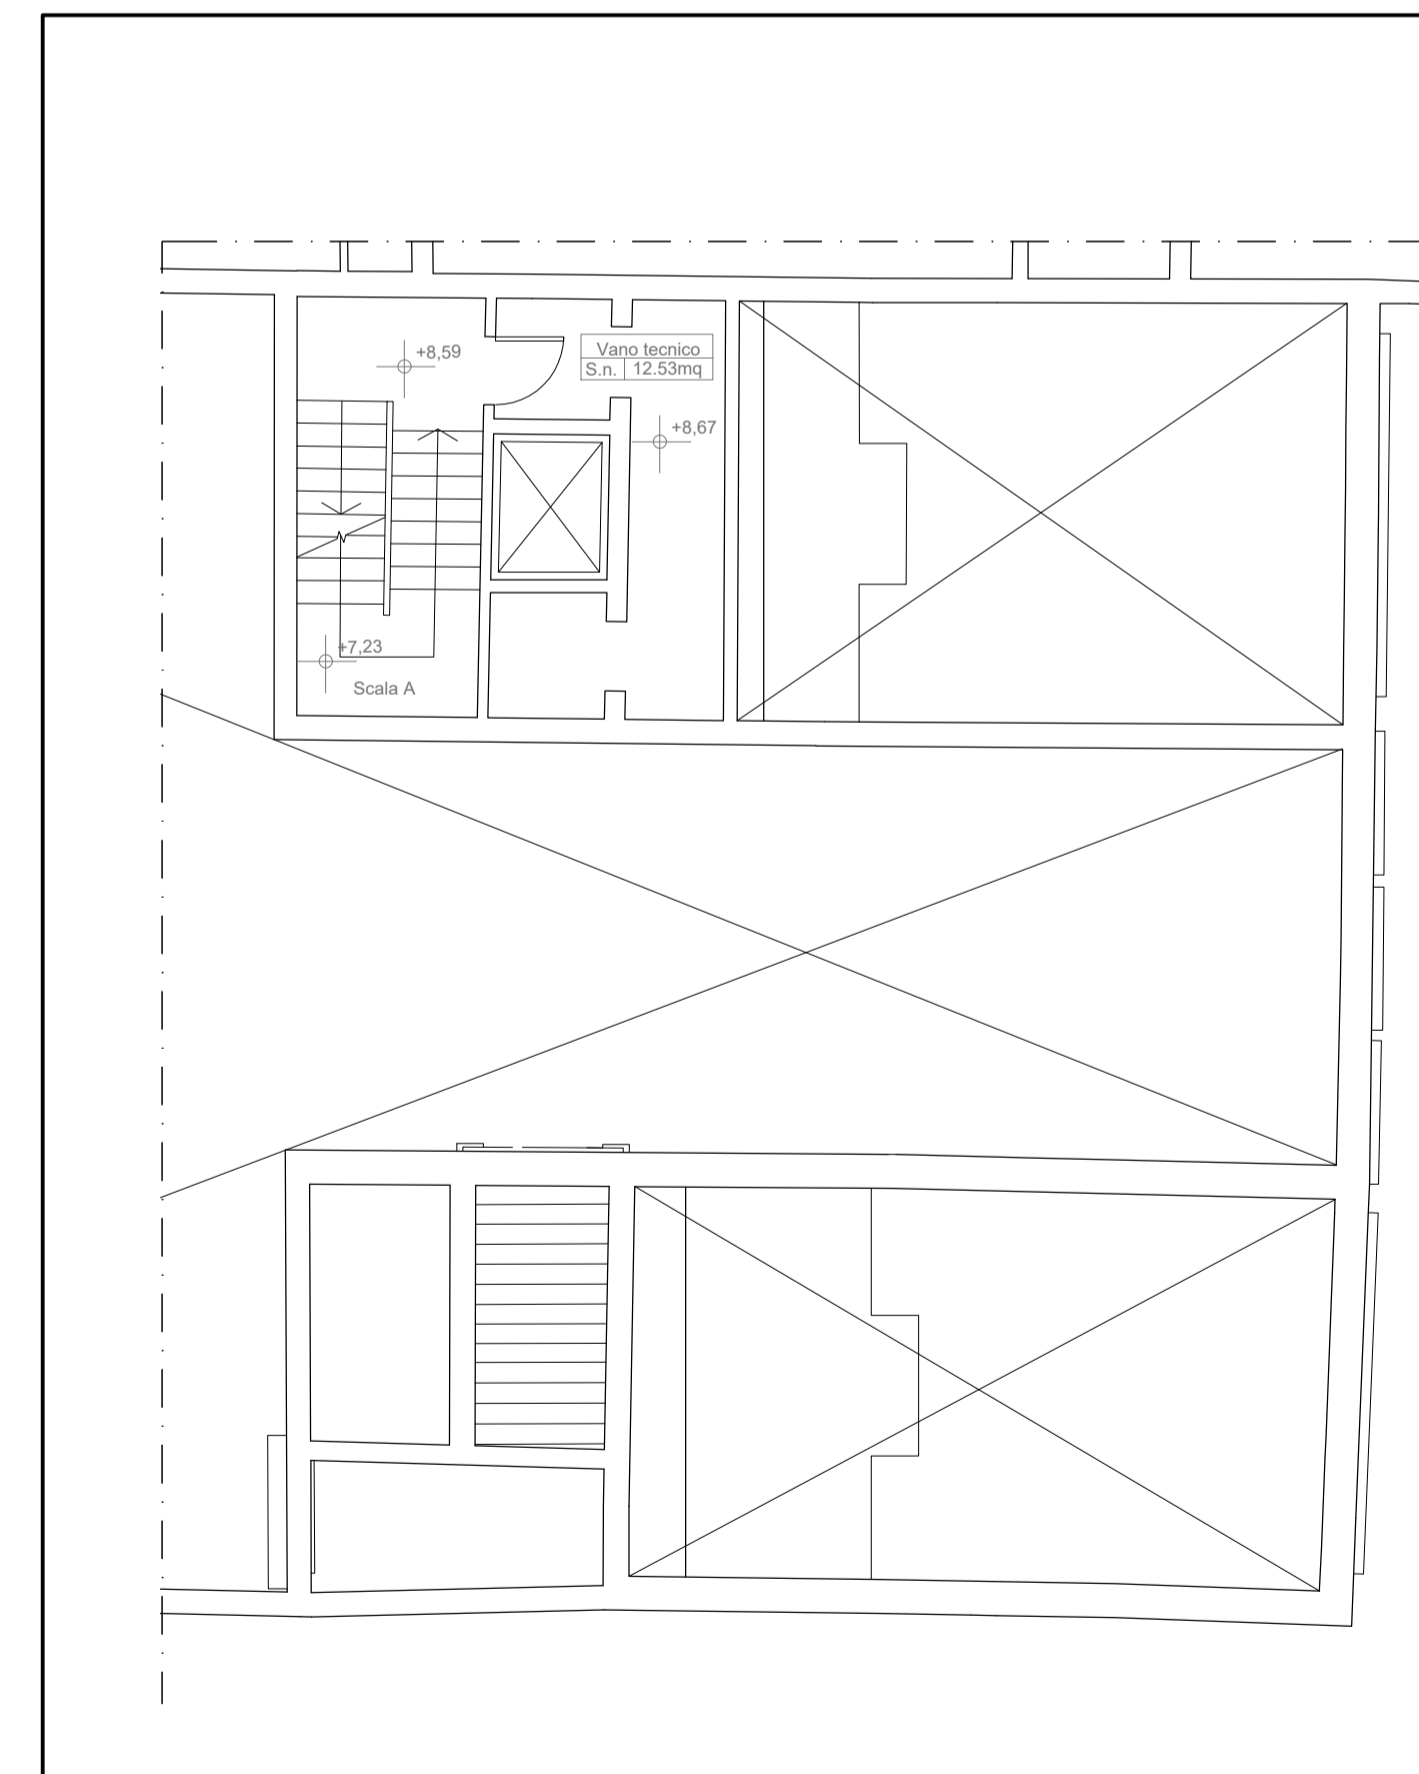 +8,59
Vano tecnico
S.n. 12.53mq
+8,67
+7,23
Scala A